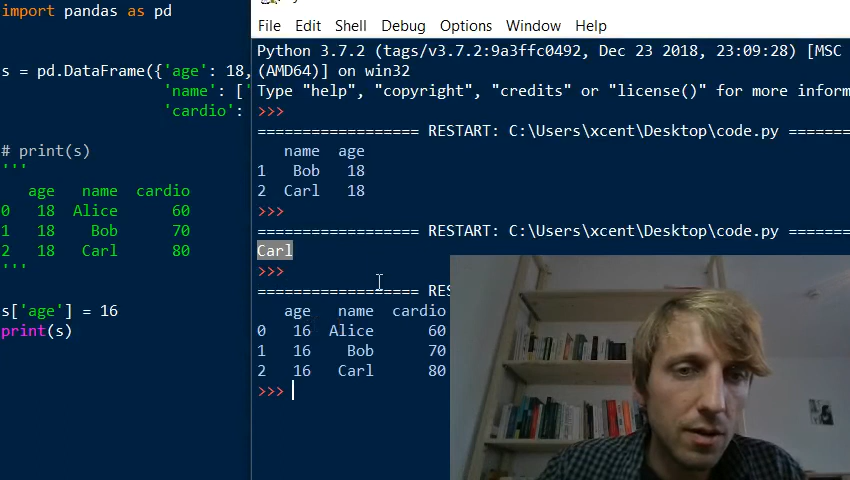 import pandas as pd
s = pd.DataFrame({'age': 18,
'name': ['
'cardio':
# print(s)
'''
age name cardio
0 18 Alice 60
1 18 Bob 70
2 18 Carl 80
'''
s['age'] = 16
print(s)
File Edit Shell Debug Options Window Help
Python 3.7.2 (tags/v3.7.2:9a3ffc0492, Dec 23 2018, 23:09:28) [MSC
(AMD64)] on win32
Type "help", "copyright", "credits" or "license()" for more inform
>>>
================== RESTART: C:\Users\xcent\Desktop\code.py =======
name age
1 Bob 18
2 Carl 18
>>>
================== RESTART: C:\Users\xcent\Desktop\code.py =======
Carl
>>>
================== RES
age name cardio
0 16 Alice 60
1 16 Bob 70
2 16 Carl 80
>>>